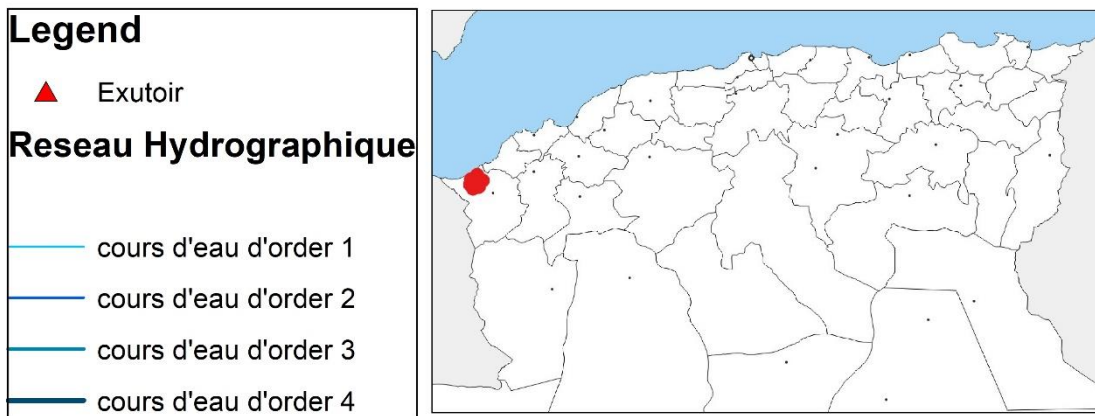 Legend
Exutoir
Reseau Hydrographique
cours d'eau d'order 1
cours d'eau d'order 2
cours d'eau d'order 3
cours d'eau d'order 4